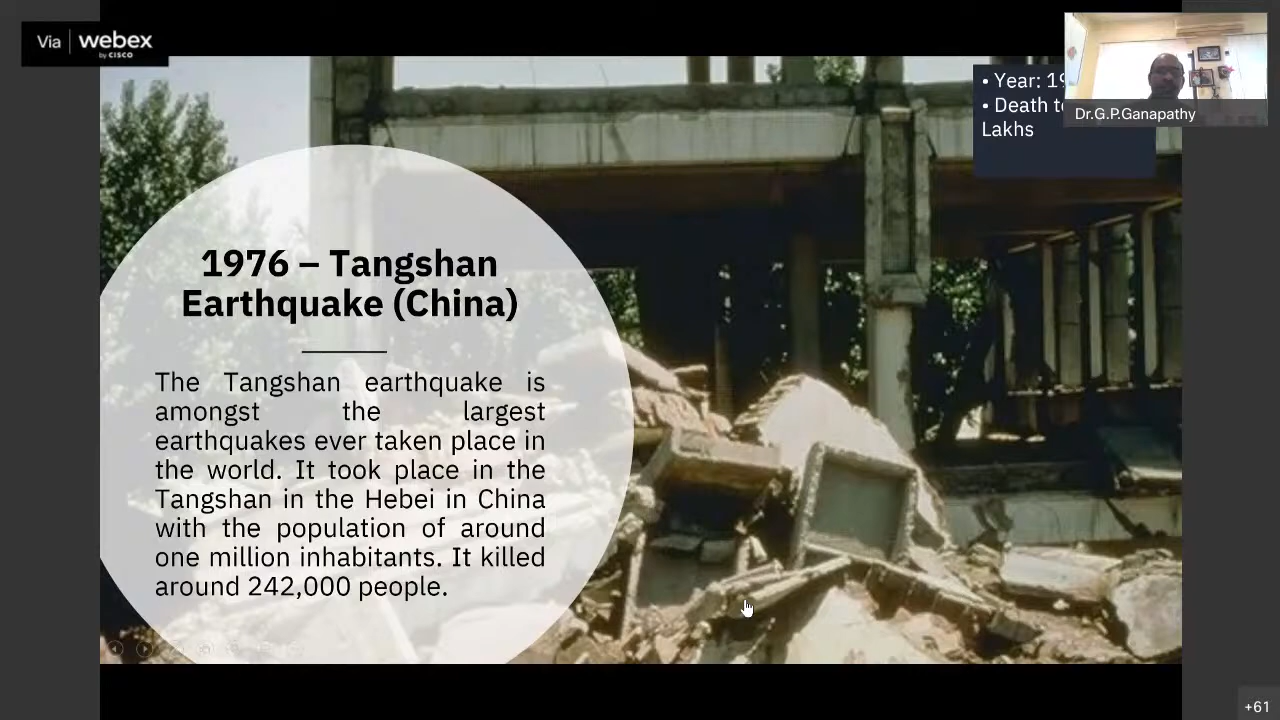 Via webex
by CISCO
• Year:
• Death
Lakhs
Dr.G.P.Ganapathy
1976 – Tangshan
Earthquake (China)
The Tangshan earthquake is
amongst the largest
earthquakes ever taken place in
the world. It took place in the
Tangshan in the Hebei in China
with the population of around
one million inhabitants. It killed
around 242,000 people.
+61